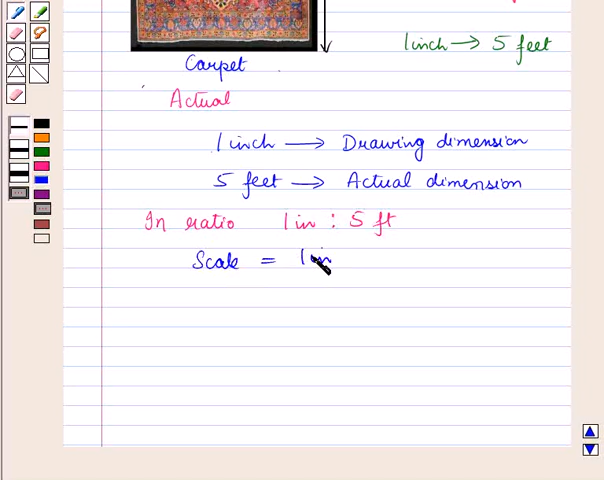 1 inch → 5 feet
Carpet
Actual
1 inch → Drawing dimension
5 feet → Actual dimension
In ratio 1 in : 5 ft
Scale = 1 in